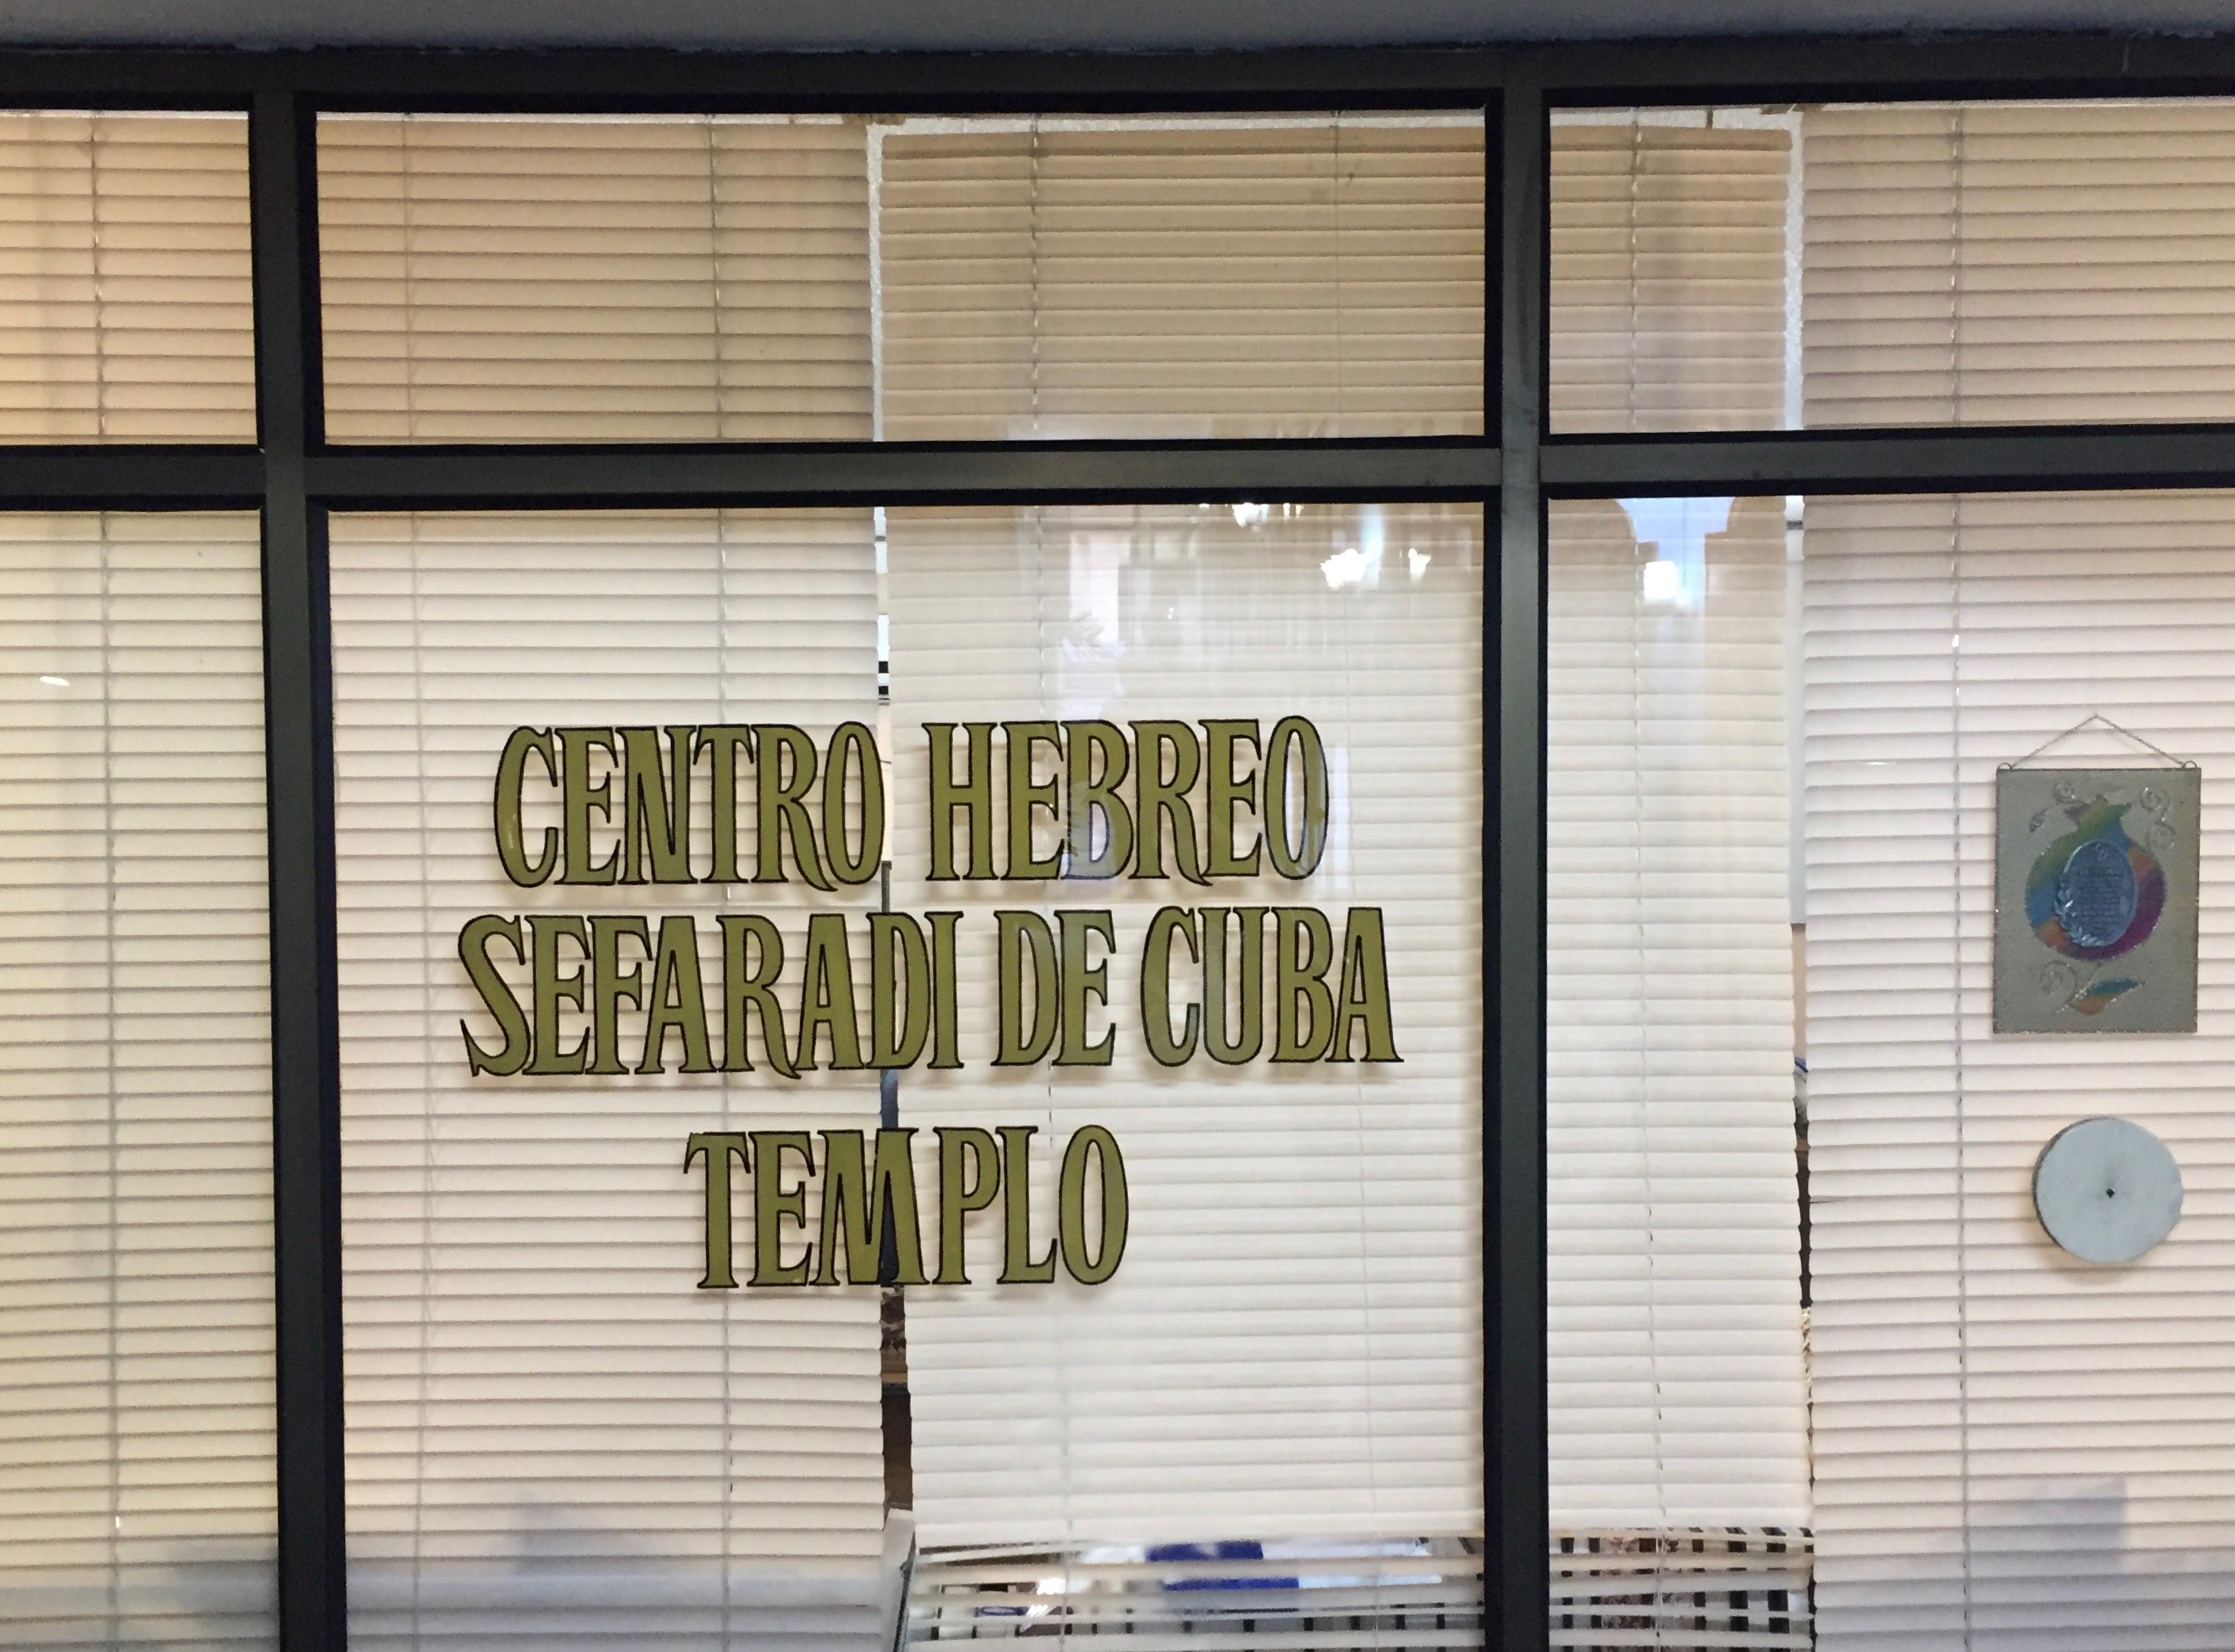 CENTRO HEBREO
SEFARADI DE CUBA
TEMPLO